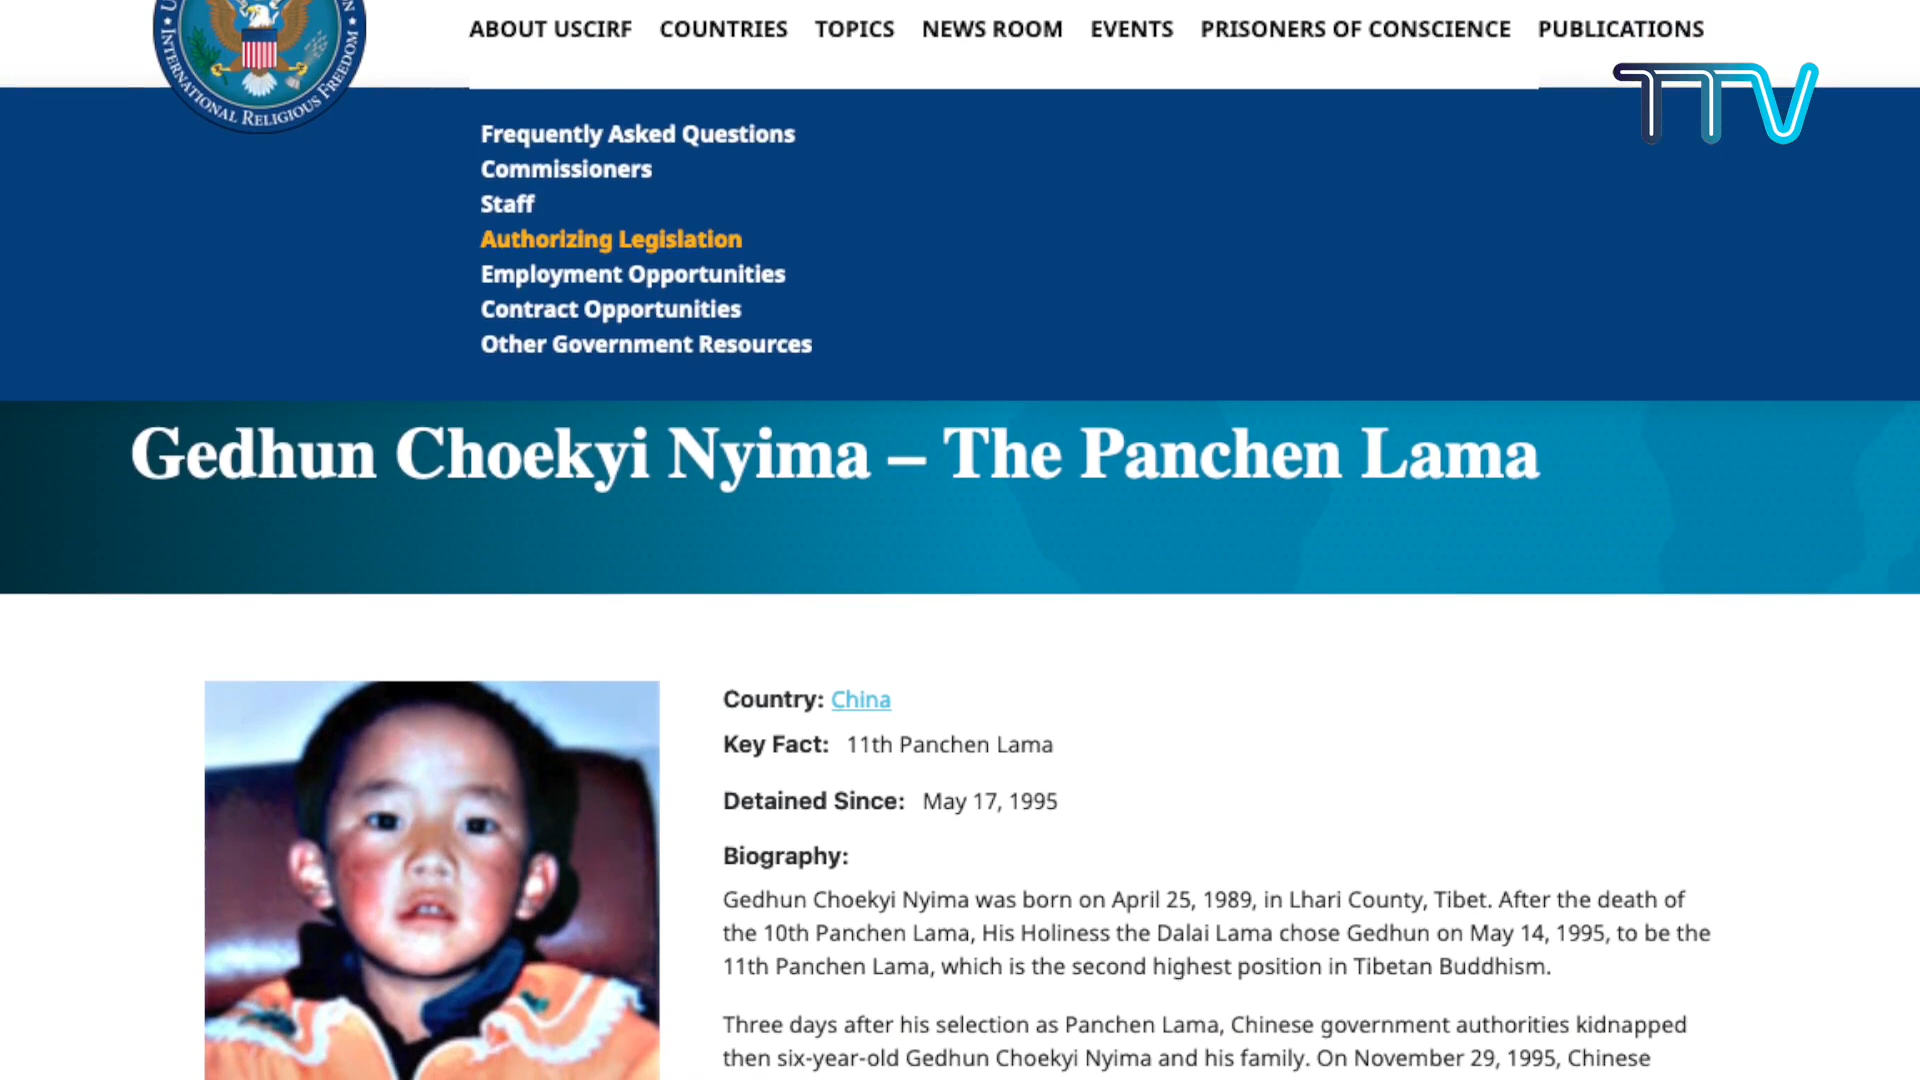 ABOUT USCIRF COUNTRIES TOPICS NEWS ROOM EVENTS PRISONERS OF CONSCIENCE PUBLICATIONS
INTERNATIONAL RELIGIOUS FREEDOM
TTV
Frequently Asked Questions
Commissioners
Staff
Authorizing Legislation
Employment Opportunities
Contract Opportunities
Other Government Resources
Gedhun Choekyi Nyima – The Panchen Lama
Country: China
Key Fact: 11th Panchen Lama
Detained Since: May 17, 1995
Biography:
Gedhun Choekyi Nyima was born on April 25, 1989, in Lhari County, Tibet. After the death of
the 10th Panchen Lama, His Holiness the Dalai Lama chose Gedhun on May 14, 1995, to be the
11th Panchen Lama, which is the second highest position in Tibetan Buddhism.
Three days after his selection as Panchen Lama, Chinese government authorities kidnapped
then six-year-old Gedhun Choekyi Nyima and his family. On November 29, 1995, Chinese